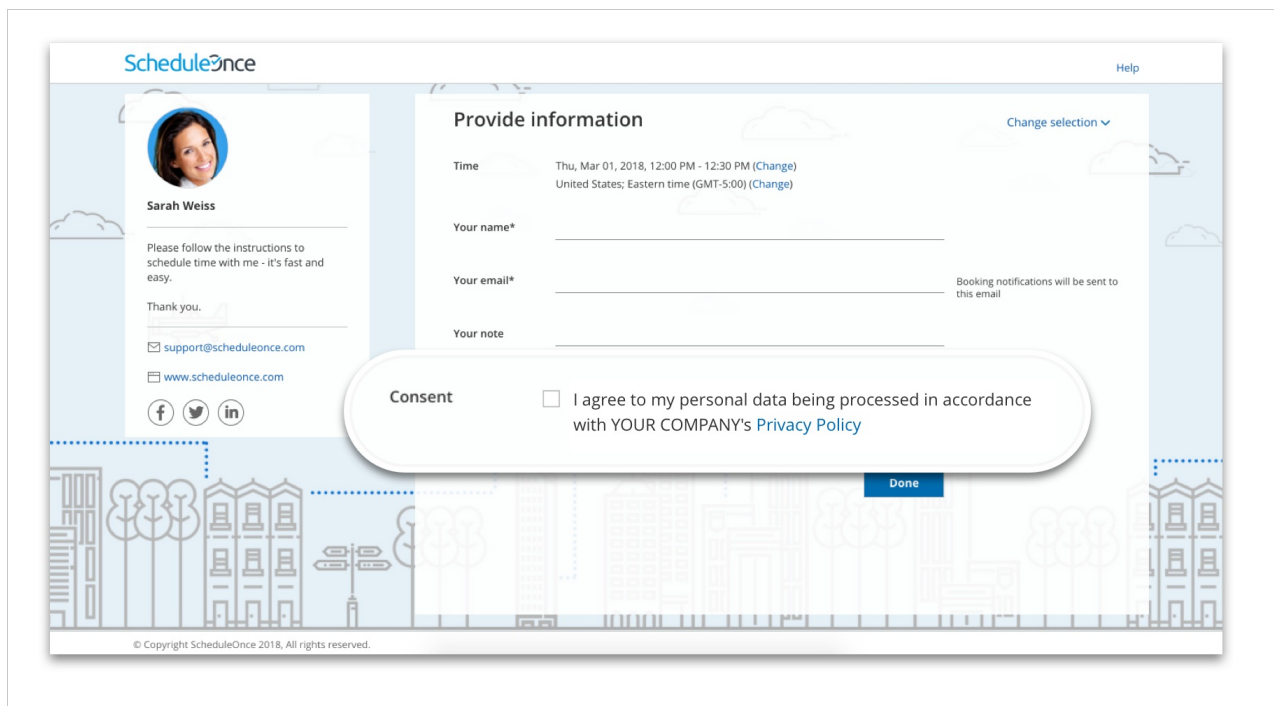 ScheduleOnce
Help
Sarah Weiss
Please follow the instructions to
schedule time with me - it's fast and
easy.
Thank you.
support@scheduleonce.com
www.scheduleonce.com
Provide information
Change selection
Time
Thu, Mar 01, 2018, 12:00 PM - 12:30 PM (Change)
United States; Eastern time (GMT-5:00) (Change)
Your name*
Your email*
Booking notifications will be sent to
this email
Your note
Consent
I agree to my personal data being processed in accordance
with YOUR COMPANY's Privacy Policy
Done
© Copyright ScheduleOnce 2018, All rights reserved.